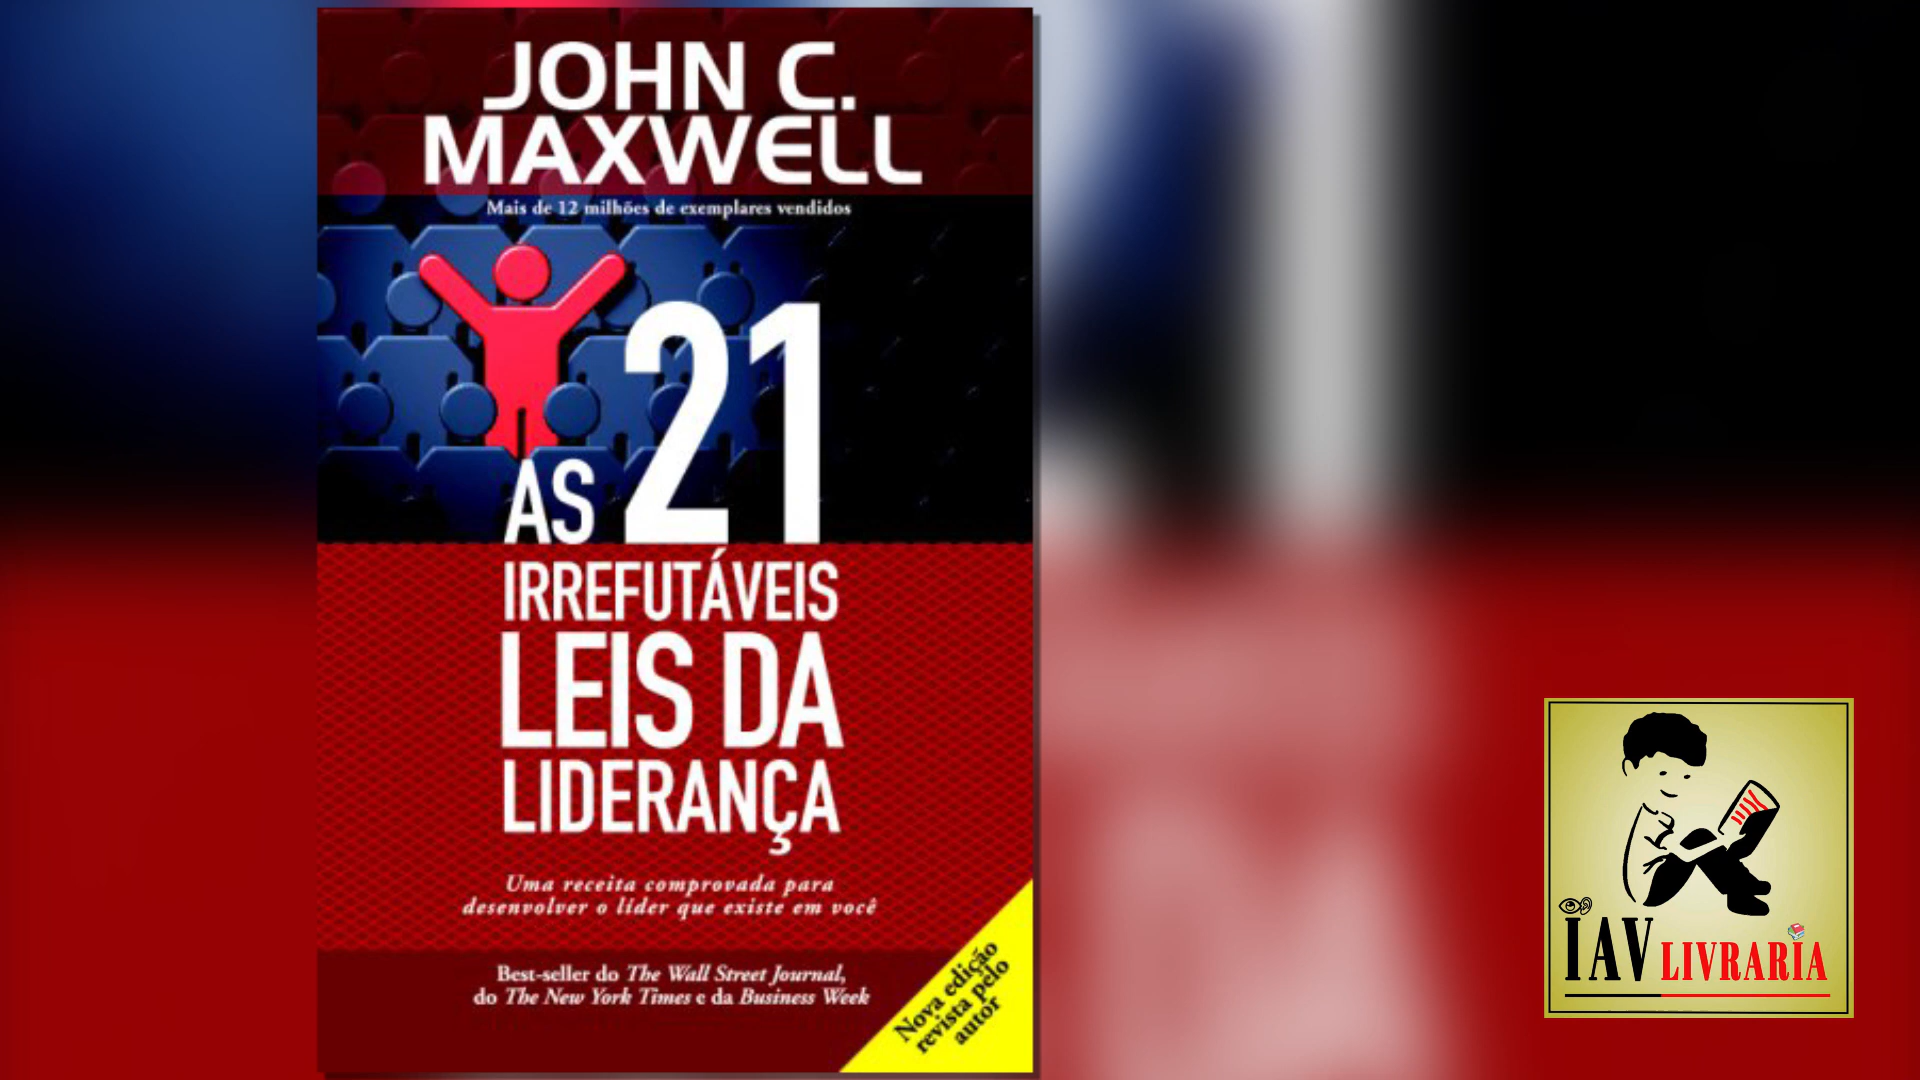 JOHN C.
MAXWELL
Mais de 12 milhões de exemplares vendidos
AS 21
IRREFUTÁVEIS
LEIS DA
LIDERANÇA
Uma receita comprovada para
desenvolver o líder que existe em você
Best-seller do The Wall Street Journal,
do The New York Times e da Business Week
Nova edição
revista pelo
autor
IAV LIVRARIA